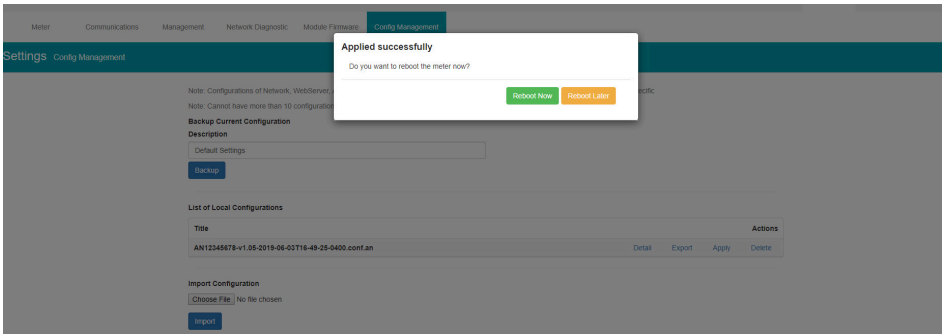 Meter Communications Management Network Diagnostic Module Firmware Config Management
Settings Config Management
Applied successfully
Do you want to reboot the meter now?
Reboot Now Reboot Later
Note: Configurations of Network, WebServer,
Note: Cannot have more than 10 configuration
Backup Current Configuration
Description
Default Settings
Backup
List of Local Configurations
Title Actions
AN12345678-v1.05-2019-06-03T16-49-25-0400.conf.an Detail Export Apply Delete
Import Configuration
Choose File No file chosen
Import